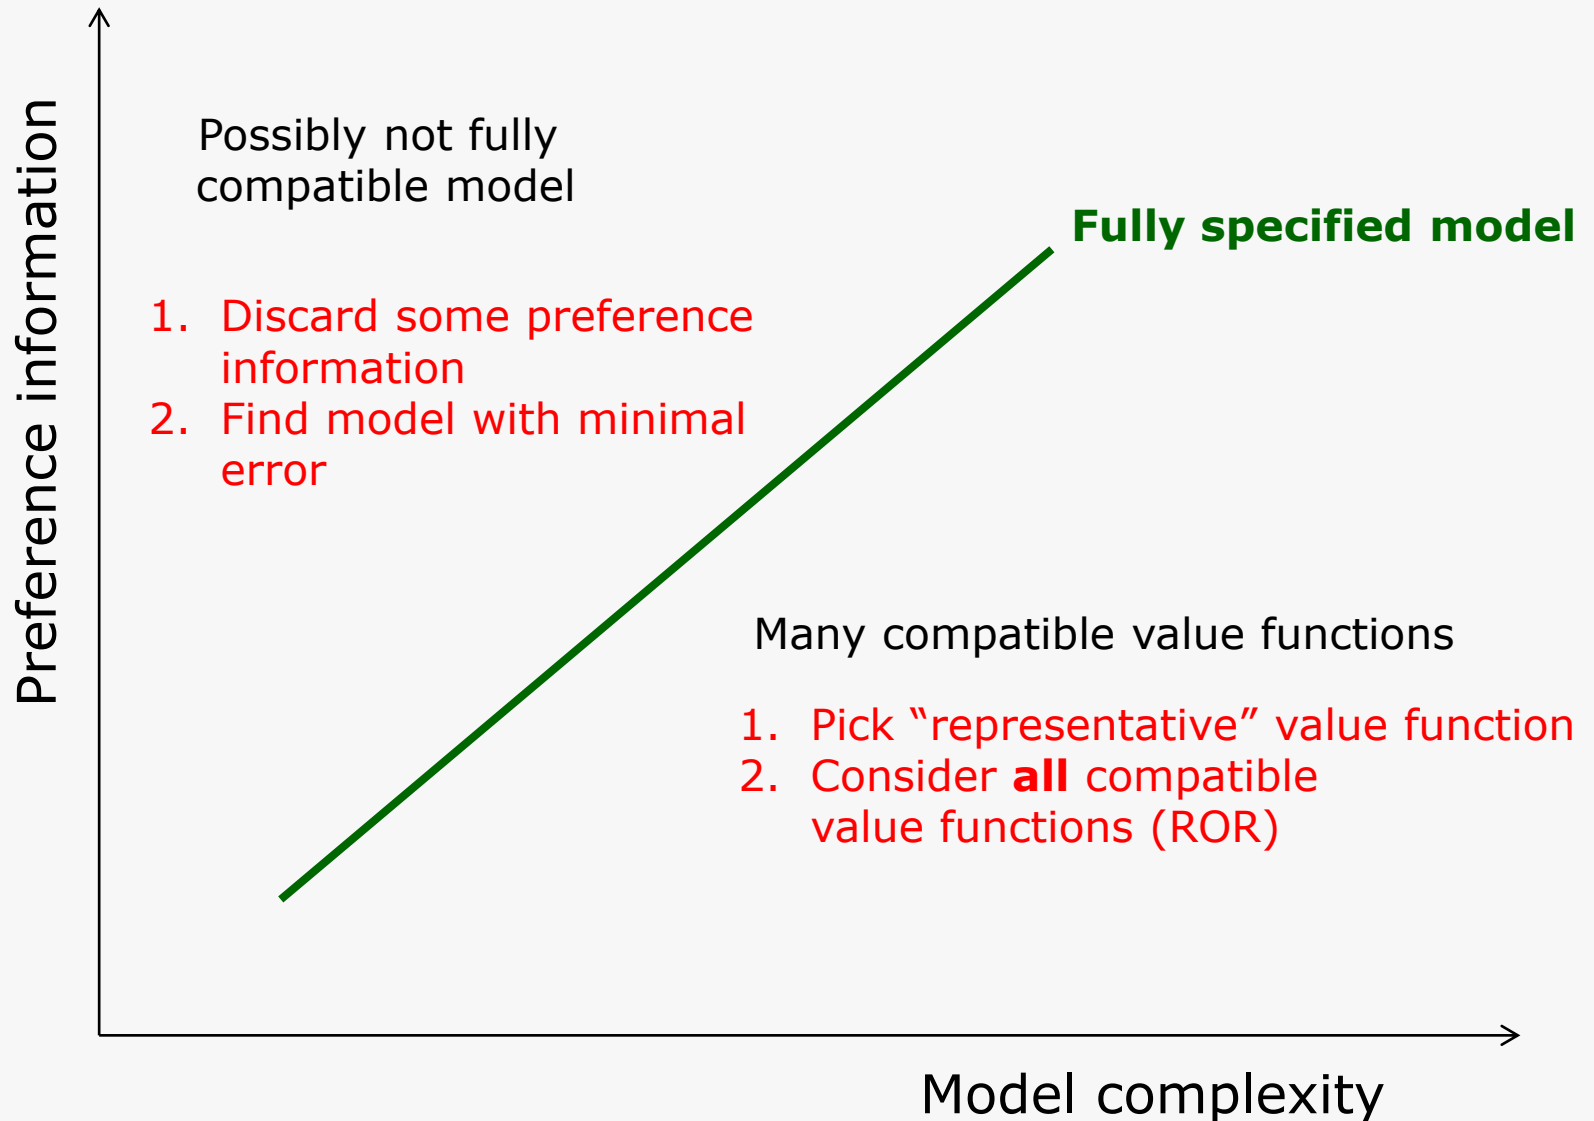 Preference information
Possibly not fully
compatible model
1. Discard some preference
information
2. Find model with minimal
error
Fully specified model
Many compatible value functions
1. Pick “representative” value function
2. Consider all compatible
value functions (ROR)
Model complexity